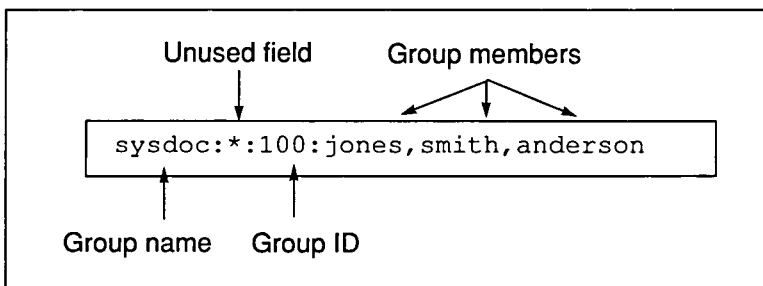 Unused field Group members
sysdoc:*:100:jones,smith,anderson
Group name Group ID